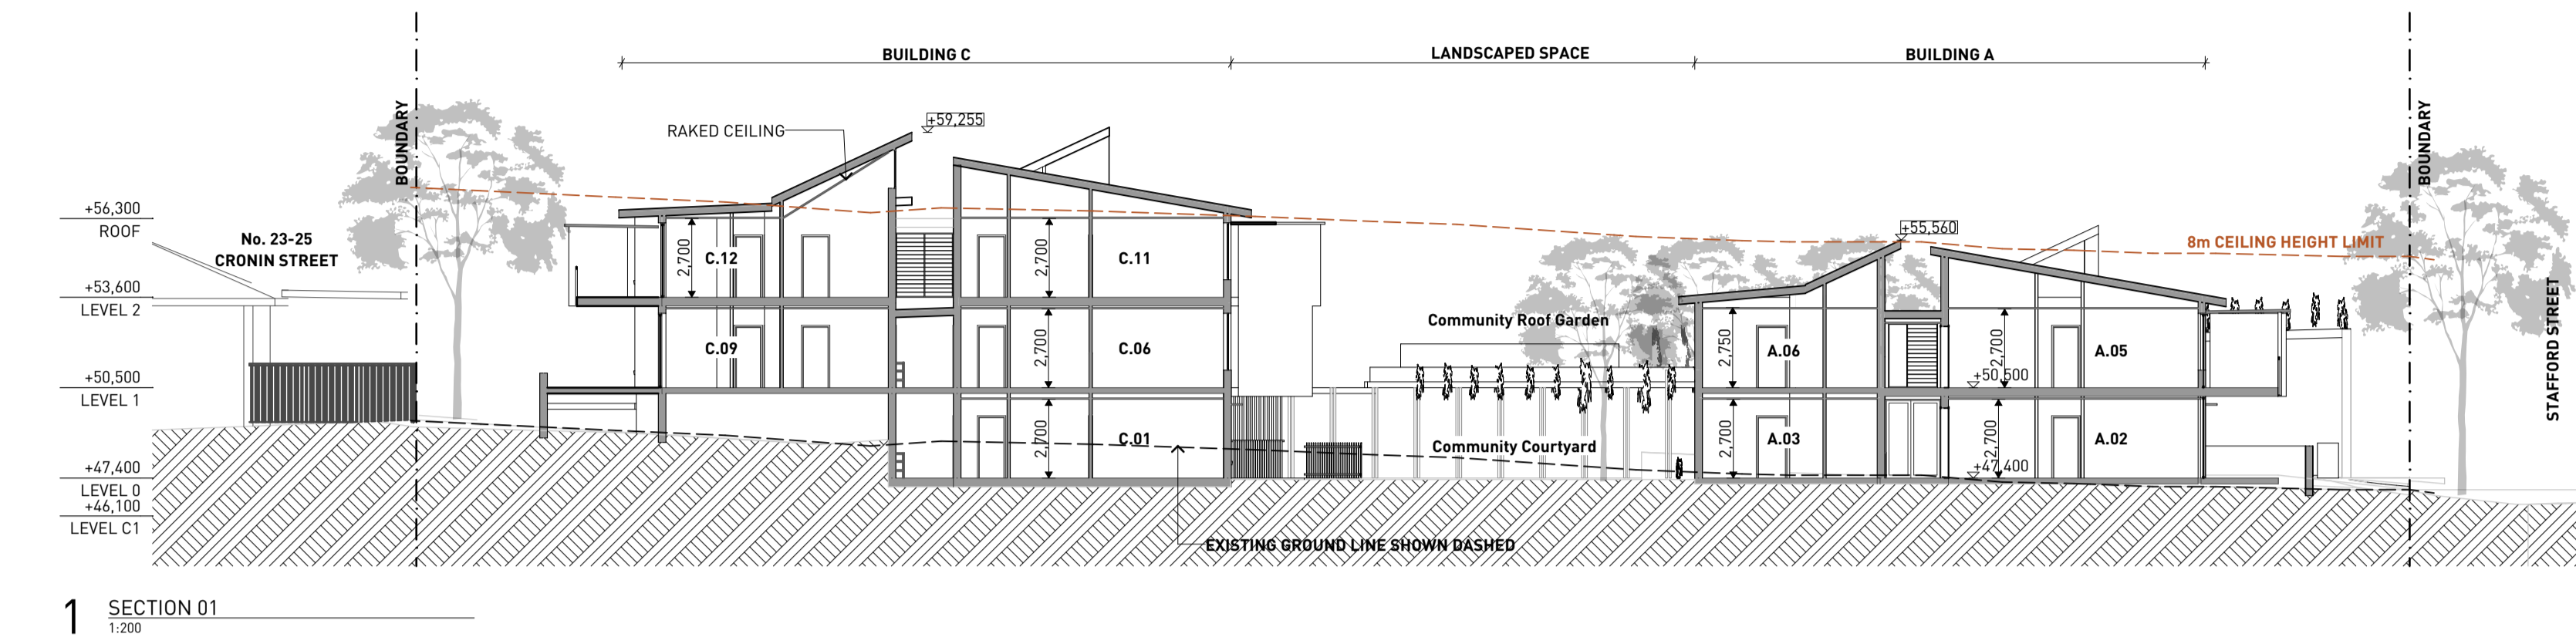 BUILDING C
LANDSCAPED SPACE
BUILDING A
BOUNDARY
BOUNDARY
RAKED CEILING
+59,255
+56,300
ROOF
No. 23-25
CRONIN STREET
+53,600
LEVEL 2
+50,500
LEVEL 1
+47,400
LEVEL 0
+46,100
LEVEL C1
2,700
C.12
2,700
C.11
C.09
2,700
C.06
2,700
C.01
Community Roof Garden
Community Courtyard
+55,560
8m CEILING HEIGHT LIMIT
2,750
A.06
2,700
+50,500
A.05
2,700
A.03
2,700
+47,400
A.02
STAFFORD STREET
EXISTING GROUND LINE SHOWN DASHED
1
SECTION 01
1:200